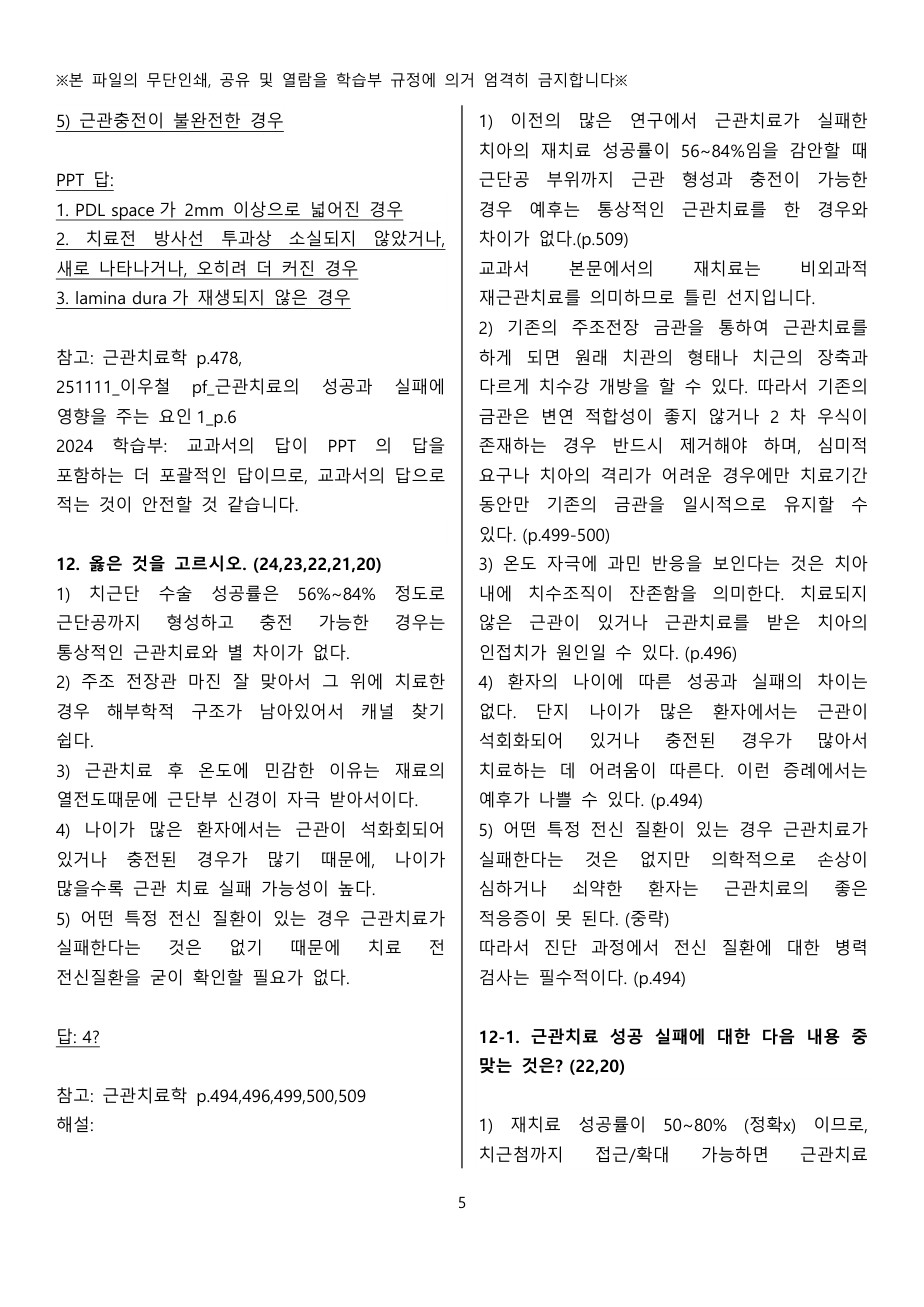 ※본 파일의 무단인쇄, 공유 및 열람을 학습부 규정에 의거 엄격히 금지합니다※
5) 근관충전이 불완전한 경우
PPT 답:
1. PDL space 가 2mm 이상으로 넓어진 경우
2. 치료전 방사선 투과상 소실되지 않았거나,
새로 나타나거나, 오히려 더 커진 경우
3. lamina dura 가 재생되지 않은 경우
참고: 근관치료학 p.478,
251111_이우철 pf_근관치료의 성공과 실패에
영향을 주는 요인 1_p.6
2024 학습부: 교과서의 답이 PPT 의 답을
포함하는 더 포괄적인 답이므로, 교과서의 답으로
적는 것이 안전할 것 같습니다.
12. 옳은 것을 고르시오. (24,23,22,21,20)
1) 치근단 수술 성공률은 56%~84% 정도로
근단공까지 형성하고 충전 가능한 경우는
통상적인 근관치료와 별 차이가 없다.
2) 주조 전장관 마진 잘 맞아서 그 위에 치료한
경우 해부학적 구조가 남아있어서 캐널 찾기
쉽다.
3) 근관치료 후 온도에 민감한 이유는 재료의
열전도때문에 근단부 신경이 자극 받아서이다.
4) 나이가 많은 환자에서는 근관이 석화회되어
있거나 충전된 경우가 많기 때문에, 나이가
많을수록 근관 치료 실패 가능성이 높다.
5) 어떤 특정 전신 질환이 있는 경우 근관치료가
실패한다는 것은 없기 때문에 치료 전
전신질환을 굳이 확인할 필요가 없다.
답: 4?
참고: 근관치료학 p.494,496,499,500,509
해설:
1) 이전의 많은 연구에서 근관치료가 실패한
치아의 재치료 성공률이 56~84%임을 감안할 때
근단공 부위까지 근관 형성과 충전이 가능한
경우 예후는 통상적인 근관치료를 한 경우와
차이가 없다.(p.509)
교과서 본문에서의 재치료는 비외과적
재근관치료를 의미하므로 틀린 선지입니다.
2) 기존의 주조전장 금관을 통하여 근관치료를
하게 되면 원래 치관의 형태나 치근의 장축과
다르게 치수강 개방을 할 수 있다. 따라서 기존의
금관은 변연 적합성이 좋지 않거나 2 차 우식이
존재하는 경우 반드시 제거해야 하며, 심미적
요구나 치아의 격리가 어려운 경우에만 치료기간
동안만 기존의 금관을 일시적으로 유지할 수
있다. (p.499-500)
3) 온도 자극에 과민 반응을 보인다는 것은 치아
내에 치수조직이 잔존함을 의미한다. 치료되지
않은 근관이 있거나 근관치료를 받은 치아의
인접치가 원인일 수 있다. (p.496)
4) 환자의 나이에 따른 성공과 실패의 차이는
없다. 단지 나이가 많은 환자에서는 근관이
석회화되어 있거나 충전된 경우가 많아서
치료하는 데 어려움이 따른다. 이런 증례에서는
예후가 나쁠 수 있다. (p.494)
5) 어떤 특정 전신 질환이 있는 경우 근관치료가
실패한다는 것은 없지만 의학적으로 손상이
심하거나 쇠약한 환자는 근관치료의 좋은
적응증이 못 된다. (중략)
따라서 진단 과정에서 전신 질환에 대한 병력
검사는 필수적이다. (p.494)
12-1. 근관치료 성공 실패에 대한 다음 내용 중
맞는 것은? (22,20)
1) 재치료 성공률이 50~80% (정확x) 이므로,
치근첨까지 접근/확대 가능하면 근관치료
5